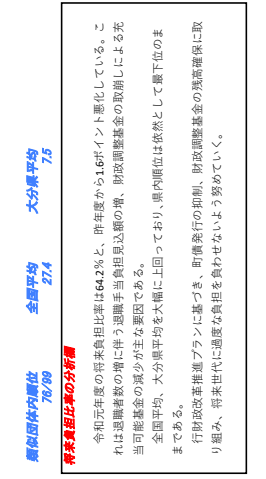 類似団体内順位 全国平均 大分県平均
76/99 27.4 7.5
将来負担比率の分析欄
令和元年度の将来負担比率は64.2%と、昨年度から1.6ポイント悪化している。こ
れは退職者数の増に伴う退職手当負担見込額の増、財政調整基金の取崩しによる充
当可能基金の減少が主な要因である。
全国平均、大分県平均を大幅に上回っており、県内順位は依然として最下位のま
まである。
行財政改革推進プランに基づき、町債発行の抑制、財政調整基金の残高確保に取
り組み、将来世代に過度な負担を負わせないよう努めていく。